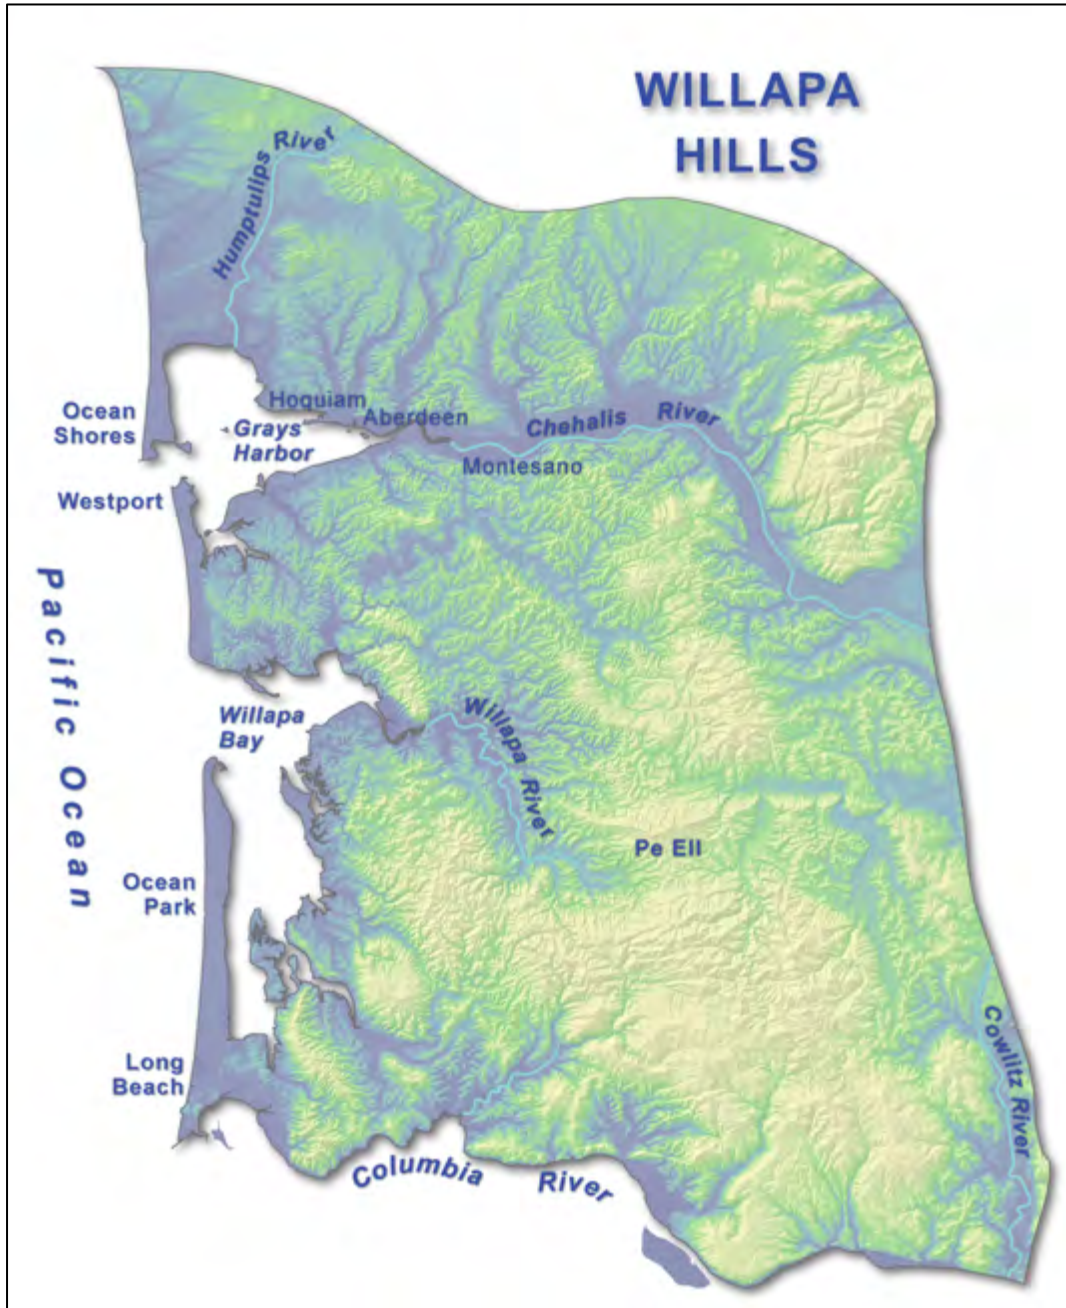 WILLAPA
HILLS
Humptulips River
Ocean
Shores
Hoquiam
Aberdeen
Grays
Harbor
Chehalis River
Montesano
Westport
Pacific Ocean
Willapa
Bay
Willapa River
Pe Ell
Ocean
Park
Long
Beach
Cowlitz River
Columbia River